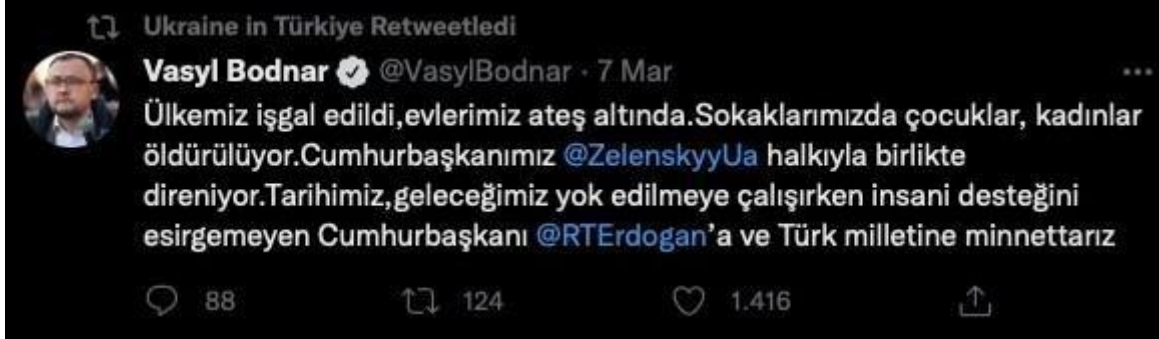 Ukraine in Türkiye Retweetledi
Vasyl Bodnar @VasylBodnar · 7 Mar
Ülkemiz işgal edildi,evlerimiz ateş altında.Sokaklarımızda çocuklar, kadınlar
öldürülüyor.Cumhurbaşkanımız @ZelenskyyUa halkıyla birlikte
direniyor.Tarihimiz,geleceğimiz yok edilmeye çalışırken insani desteğini
esirgemeyen Cumhurbaşkanı @RTErdogan’a ve Türk milletine minnettarız
88 124 1.416